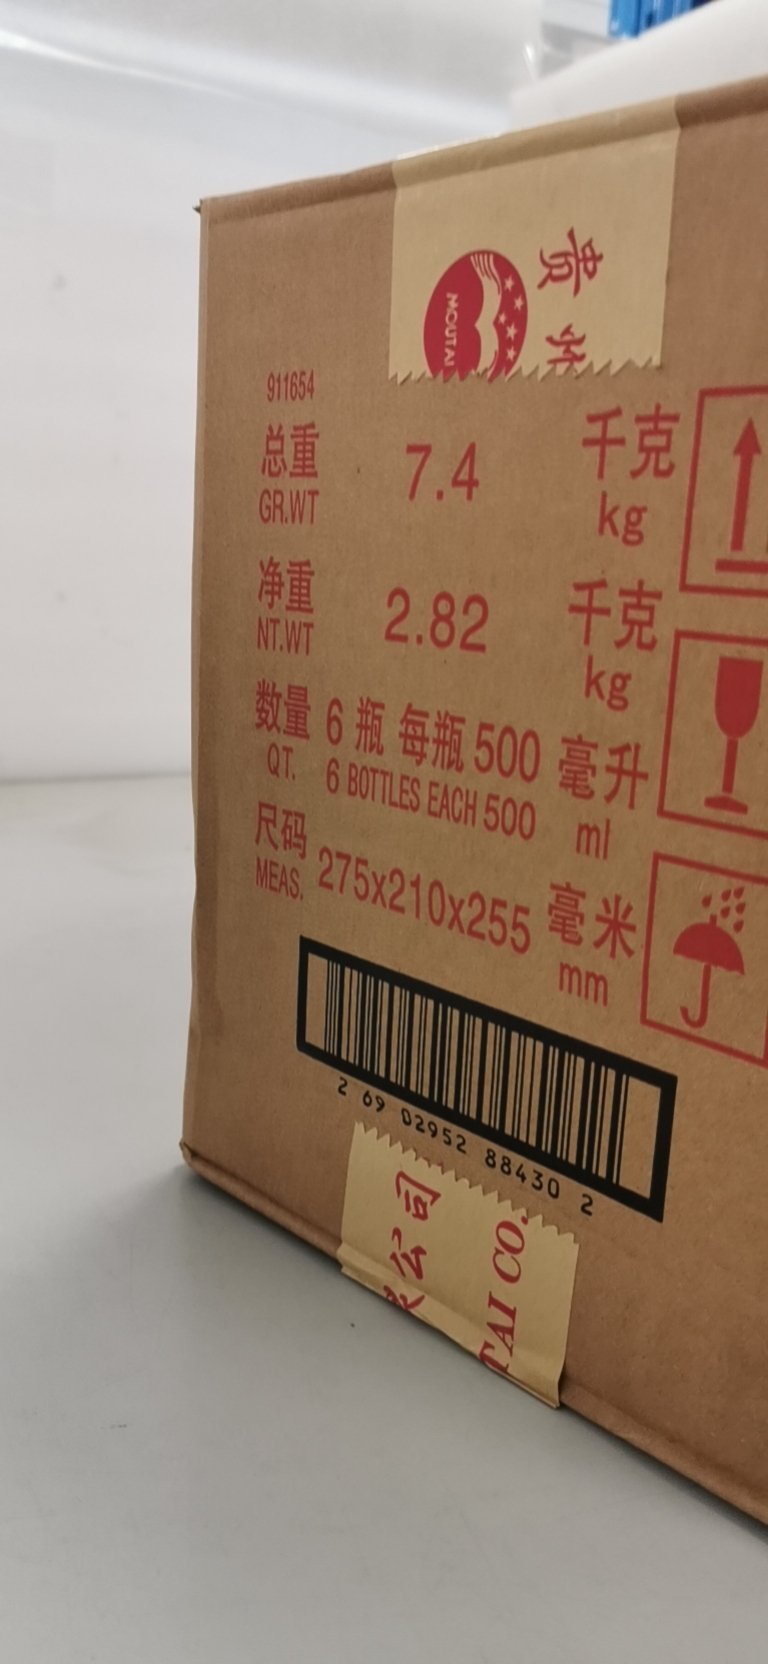 贵州
MOUTAI
911654
总重 7.4 千克
GR.WT kg
净重 2.82 千克
NT.WT kg
数量 6 瓶 每瓶 500 毫升
QT. 6 BOTTLES EACH 500 ml
尺码 275x210x255 毫米
MEAS. mm
2 69 02952 88430 2
公司
TAI CO.